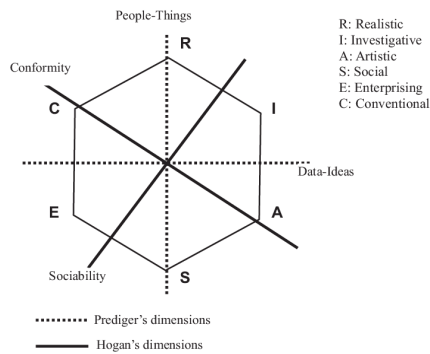 People-Things
R: Realistic
I: Investigative
A: Artistic
S: Social
E: Enterprising
C: Conventional
R
Conformity
C
I
Data-Ideas
E
A
Sociability
S
Prediger's dimensions
Hogan's dimensions